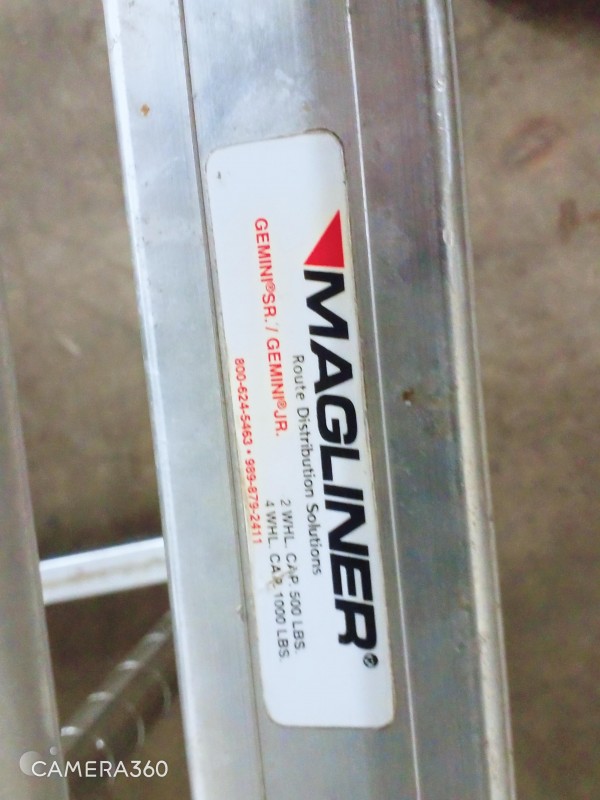 MAGLINER®
Route Distribution Solutions
GEMINI®SR. / GEMINI®JR.
2 WHL. CAP. 500 LBS.
4 WHL. CAP. 1000 LBS.
800-624-5463 • 989-879-2411
CAMERA360